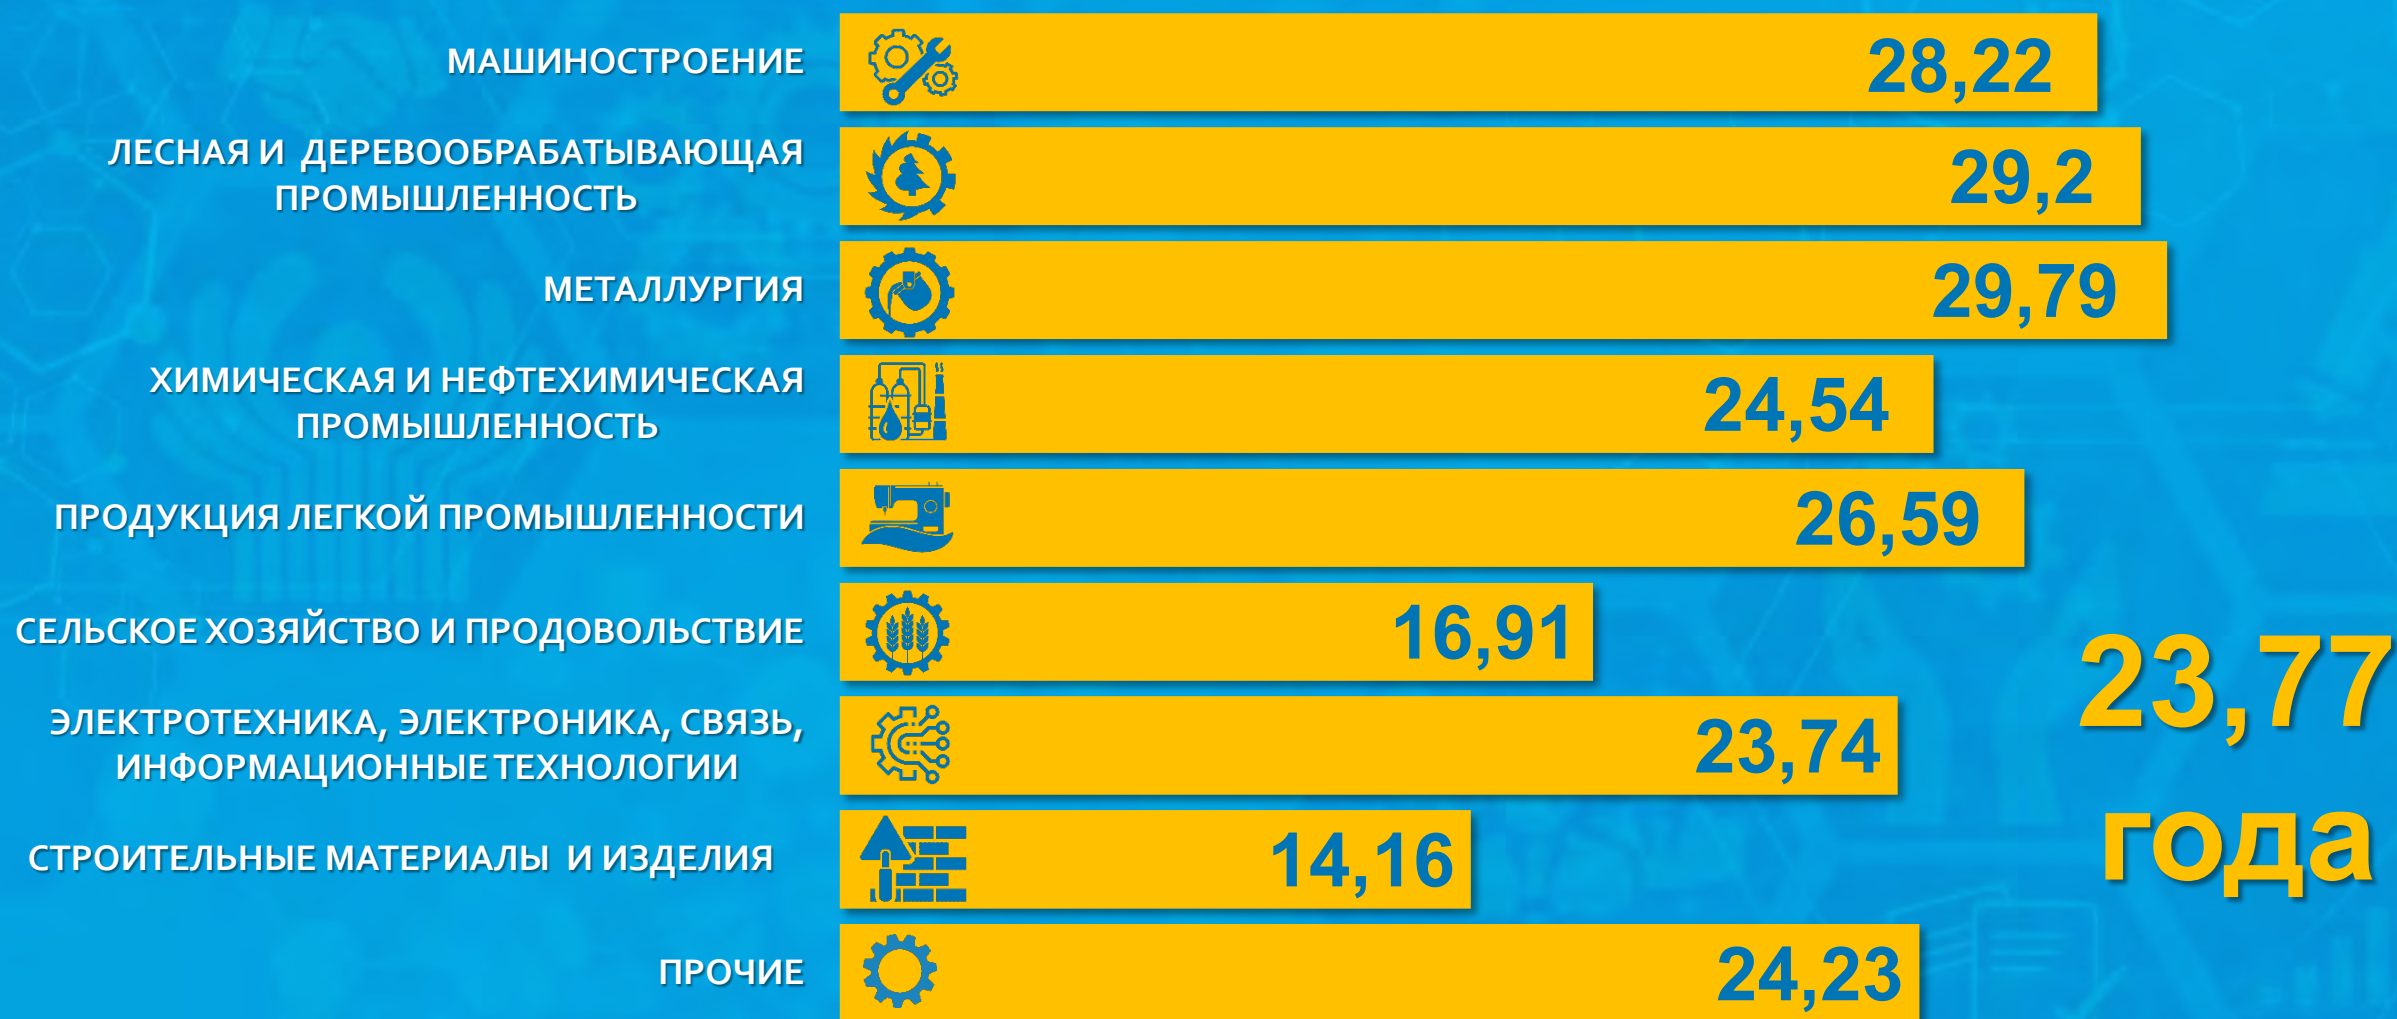 МАШИНОСТРОЕНИЕ
28,22
ЛЕСНАЯ И ДЕРЕВООБРАБАТЫВАЮЩАЯ
ПРОМЫШЛЕННОСТЬ
29,2
МЕТАЛЛУРГИЯ
29,79
ХИМИЧЕСКАЯ И НЕФТЕХИМИЧЕСКАЯ
ПРОМЫШЛЕННОСТЬ
24,54
ПРОДУКЦИЯ ЛЕГКОЙ ПРОМЫШЛЕННОСТИ
26,59
СЕЛЬСКОЕ ХОЗЯЙСТВО И ПРОДОВОЛЬСТВИЕ
16,91
ЭЛЕКТРОТЕХНИКА, ЭЛЕКТРОНИКА, СВЯЗЬ,
ИНФОРМАЦИОННЫЕ ТЕХНОЛОГИИ
23,74
СТРОИТЕЛЬНЫЕ МАТЕРИАЛЫ И ИЗДЕЛИЯ
14,16
ПРОЧИЕ
24,23
23,77
года